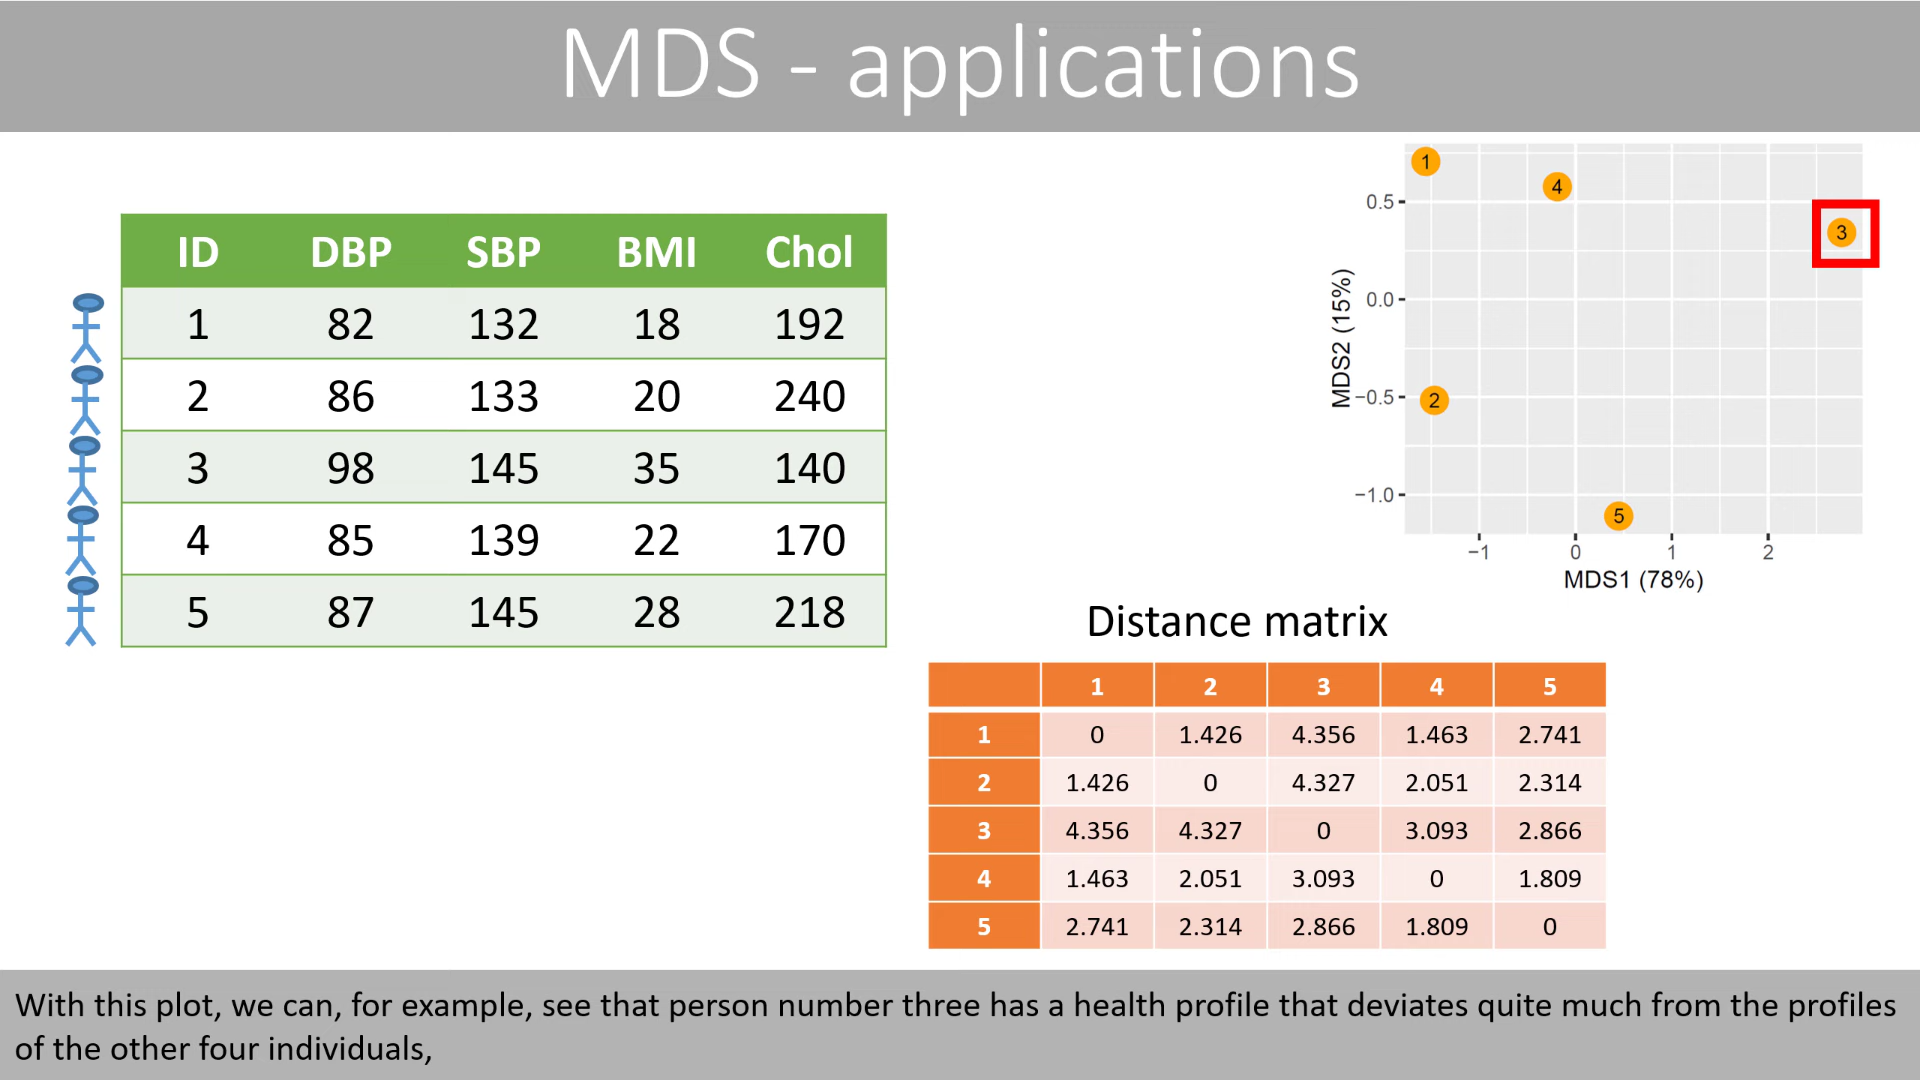 MDS - applications
ID DBP SBP BMI Chol
1 82 132 18 192
2 86 133 20 240
3 98 145 35 140
4 85 139 22 170
5 87 145 28 218
1
4
3
2
5
0.5
0.0
−0.5
−1.0
MDS2 (15%)
−1 0 1 2
MDS1 (78%)
Distance matrix
1 2 3 4 5
1 0 1.426 4.356 1.463 2.741
2 1.426 0 4.327 2.051 2.314
3 4.356 4.327 0 3.093 2.866
4 1.463 2.051 3.093 0 1.809
5 2.741 2.314 2.866 1.809 0
With this plot, we can, for example, see that person number three has a health profile that deviates quite much from the profiles
of the other four individuals,